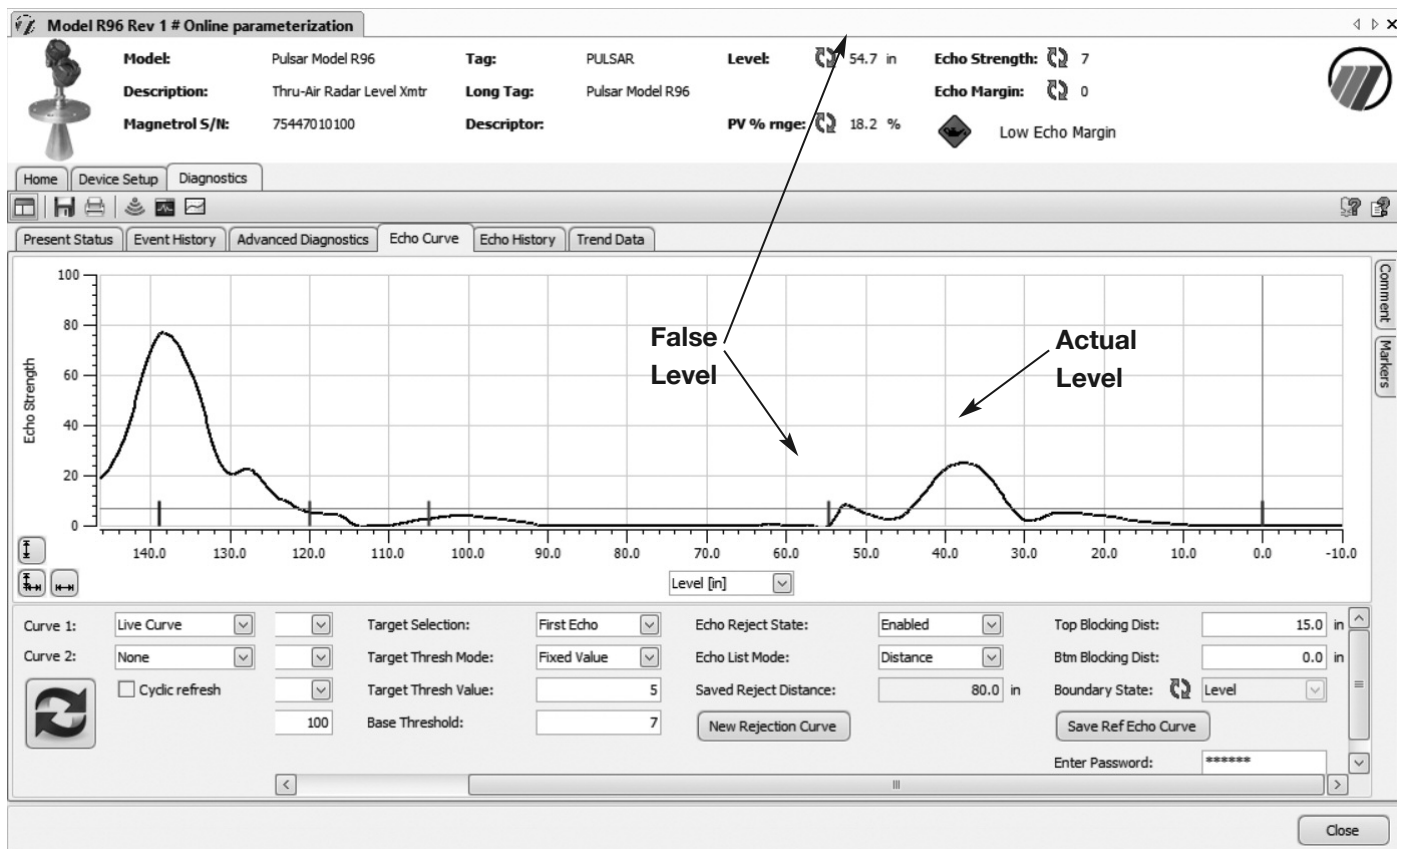 Model R96 Rev 1 # Online parameterization
Model: Pulsar Model R96 Tag: PULSAR Level: 54.7 in Echo Strength: 7
Description: Thru-Air Radar Level Xmtr Long Tag: Pulsar Model R96 Echo Margin: 0
Magnetrol S/N: 75447010100 Descriptor: PV % rnge: 18.2 % Low Echo Margin
Home Device Setup Diagnostics
Present Status Event History Advanced Diagnostics Echo Curve Echo History Trend Data
Comment
Markers
Echo Strength
100
80
60
40
20
0
False
Level
Actual
Level
140.0 130.0 120.0 110.0 100.0 90.0 80.0 70.0 60.0 50.0 40.0 30.0 20.0 10.0 0.0 -10.0
Level [in]
Curve 1: Live Curve Target Selection: First Echo Echo Reject State: Enabled Top Blocking Dist: 15.0 in
Curve 2: None Target Thresh Mode: Fixed Value Echo List Mode: Distance Btm Blocking Dist: 0.0 in
Cyclic refresh Target Thresh Value: 5 Saved Reject Distance: 80.0 in Boundary State: Level
100 Base Threshold: 7 New Rejection Curve Save Ref Echo Curve
Enter Password: ******
Close